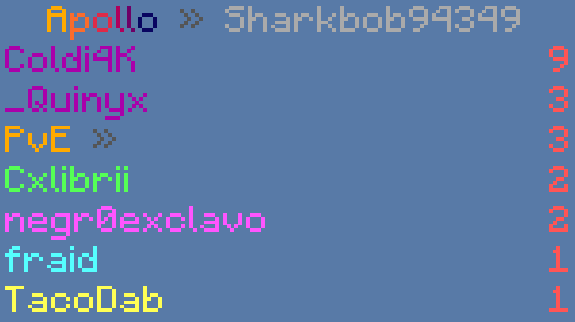 Apollo » Sharkbob94349
Coldi4K 9
_Quinyx 3
PvE » 3
Cxlibrii 2
negr0exclavo 2
fraid 1
TacoDab 1